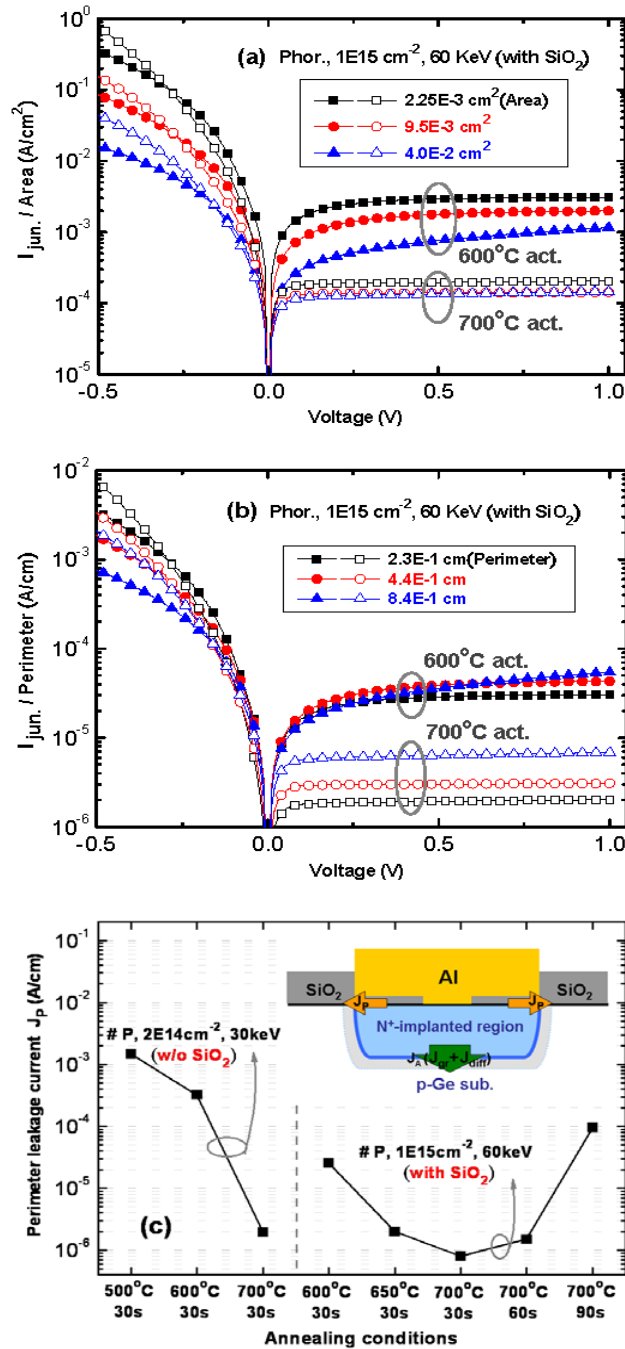 10^0
10^-1
10^-2
10^-3
10^-4
10^-5
I_jun. / Area (A/cm^2)
(a) Phor., 1E15 cm^-2, 60 KeV (with SiO_2)
2.25E-3 cm^2(Area)
9.5E-3 cm^2
4.0E-2 cm^2
600°C act.
700°C act.
-0.5 0.0 0.5 1.0
Voltage (V)
10^-2
10^-3
10^-4
10^-5
10^-6
I_jun. / Perimeter (A/cm)
(b) Phor., 1E15 cm^-2, 60 KeV (with SiO_2)
2.3E-1 cm(Perimeter)
4.4E-1 cm
8.4E-1 cm
600°C act.
700°C act.
-0.5 0.0 0.5 1.0
Voltage (V)
10^-1
10^-2
10^-3
10^-4
10^-5
10^-6
Perimeter leakage current J_P (A/cm)
SiO_2 Al SiO_2
J_P J_P
N^+-implanted region
J_A (J_gr + J_diff)
p-Ge sub.
# P, 2E14cm^-2, 30keV
(w/o SiO_2)
# P, 1E15cm^-2, 60keV
(with SiO_2)
(c)
500°C 600°C 700°C 600°C 650°C 700°C 700°C 700°C
30s 30s 30s 30s 30s 30s 60s 90s
Annealing conditions